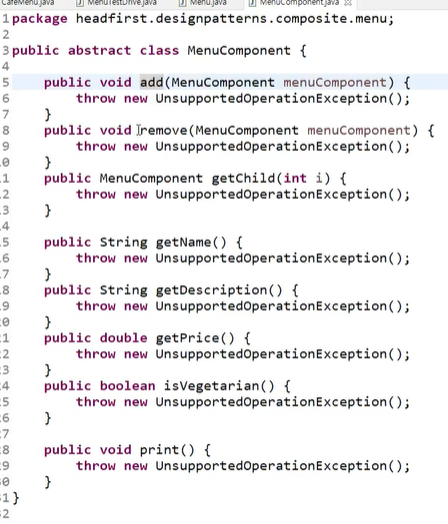 CafeMenu.java MenuTestDrive.java Menu.java MenuComponent.java
1 package headfirst.designpatterns.composite.menu;
2
3 public abstract class MenuComponent {
4
5 public void add(MenuComponent menuComponent) {
6 throw new UnsupportedOperationException();
7 }
8 public void remove(MenuComponent menuComponent) {
9 throw new UnsupportedOperationException();
0 }
1 public MenuComponent getChild(int i) {
2 throw new UnsupportedOperationException();
3 }
4
5 public String getName() {
6 throw new UnsupportedOperationException();
7 }
8 public String getDescription() {
9 throw new UnsupportedOperationException();
0 }
1 public double getPrice() {
2 throw new UnsupportedOperationException();
3 }
4 public boolean isVegetarian() {
5 throw new UnsupportedOperationException();
6 }
7
8 public void print() {
9 throw new UnsupportedOperationException();
0 }
1 }
2